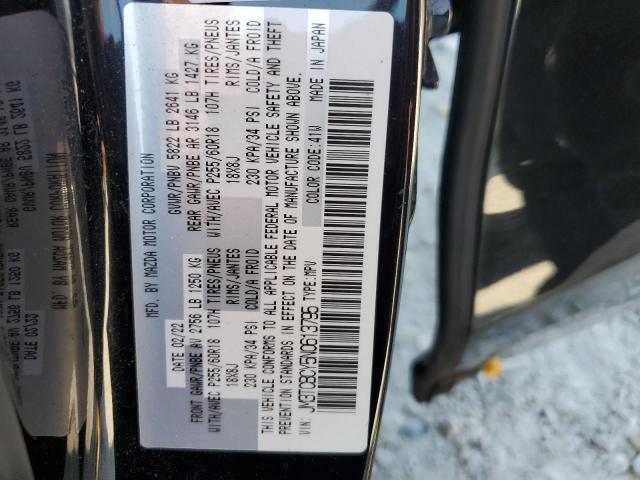 MFD. BY MAZDA MOTOR CORPORATION
02/22 GVWR/PNBV 5822 LB 2641 KG
FRONT GAWR/PNBE AV 2756 LB 1250 KG REAR GAWR/PNBE AR 3146 LB 1427 KG
WITH/AVEC P255/60R18 107H TIRES/PNEUS WITH/AVEC P255/60R18 107H TIRES/PNEUS
18X8J RIMS/JANTES 18X8J RIMS/JANTES
230 KPA/34 PSI COLD/A FROID 230 KPA/34 PSI COLD/A FROID
THIS VEHICLE CONFORMS TO ALL APPLICABLE FEDERAL MOTOR VEHICLE SAFETY AND THEFT
PREVENTION STANDARDS IN EFFECT ON THE DATE OF MANUFACTURE SHOWN ABOVE.
VIN: JM3TCBCY5N0613795 TYPE: MPV COLOR CODE: 41W MADE IN JAPAN